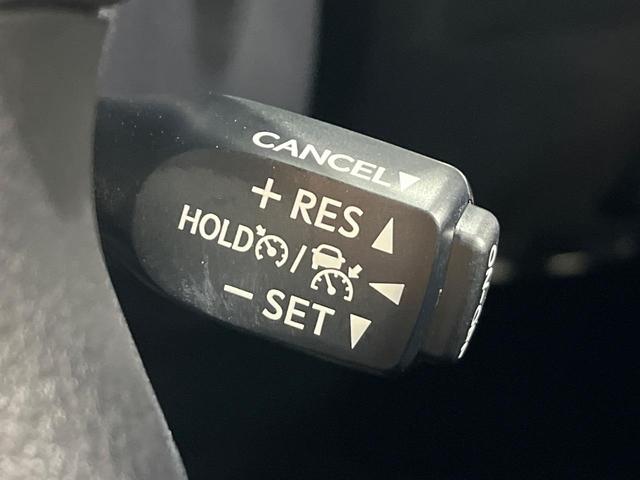 CANCEL▼
+ RES ▲
HOLD / ◀
− SET ▼